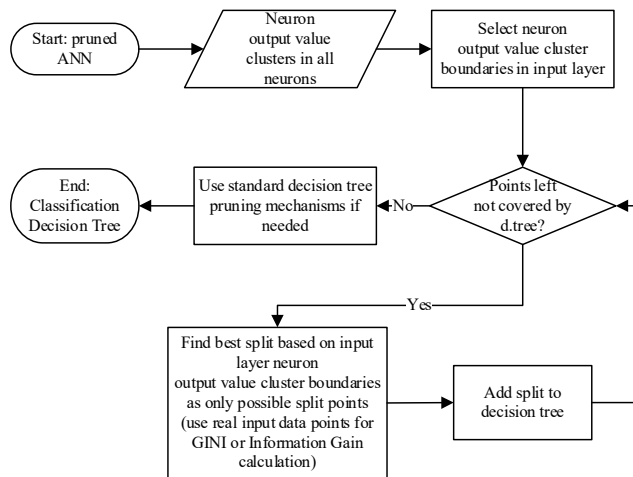 Start: pruned
ANN
Neuron
output value
clusters in all
neurons
Select neuron
output value cluster
boundaries in input layer
End:
Classification
Decision Tree
Use standard decision tree
pruning mechanisms if
needed
No
Points left
not covered by
d.tree?
Yes
Find best split based on input
layer neuron
output value cluster boundaries
as only possible split points
(use real input data points for
GINI or Information Gain
calculation)
Add split to
decision tree